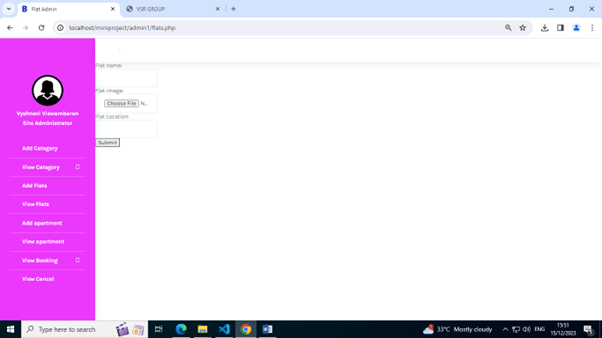 Flat Admin
VSR GROUP
localhost/miniproject/admin1/flats.php
Vyshnavi Viswambaran
Site Administrator
Add Category
View Category
Add Flats
View Flats
Add apartment
View apartment
View Booking
View Cancel
Flat name:
Flat image:
Choose File N..
Flat Location:
Submit
Type here to search
33°C Mostly cloudy
ENG
15:51
15/12/2023